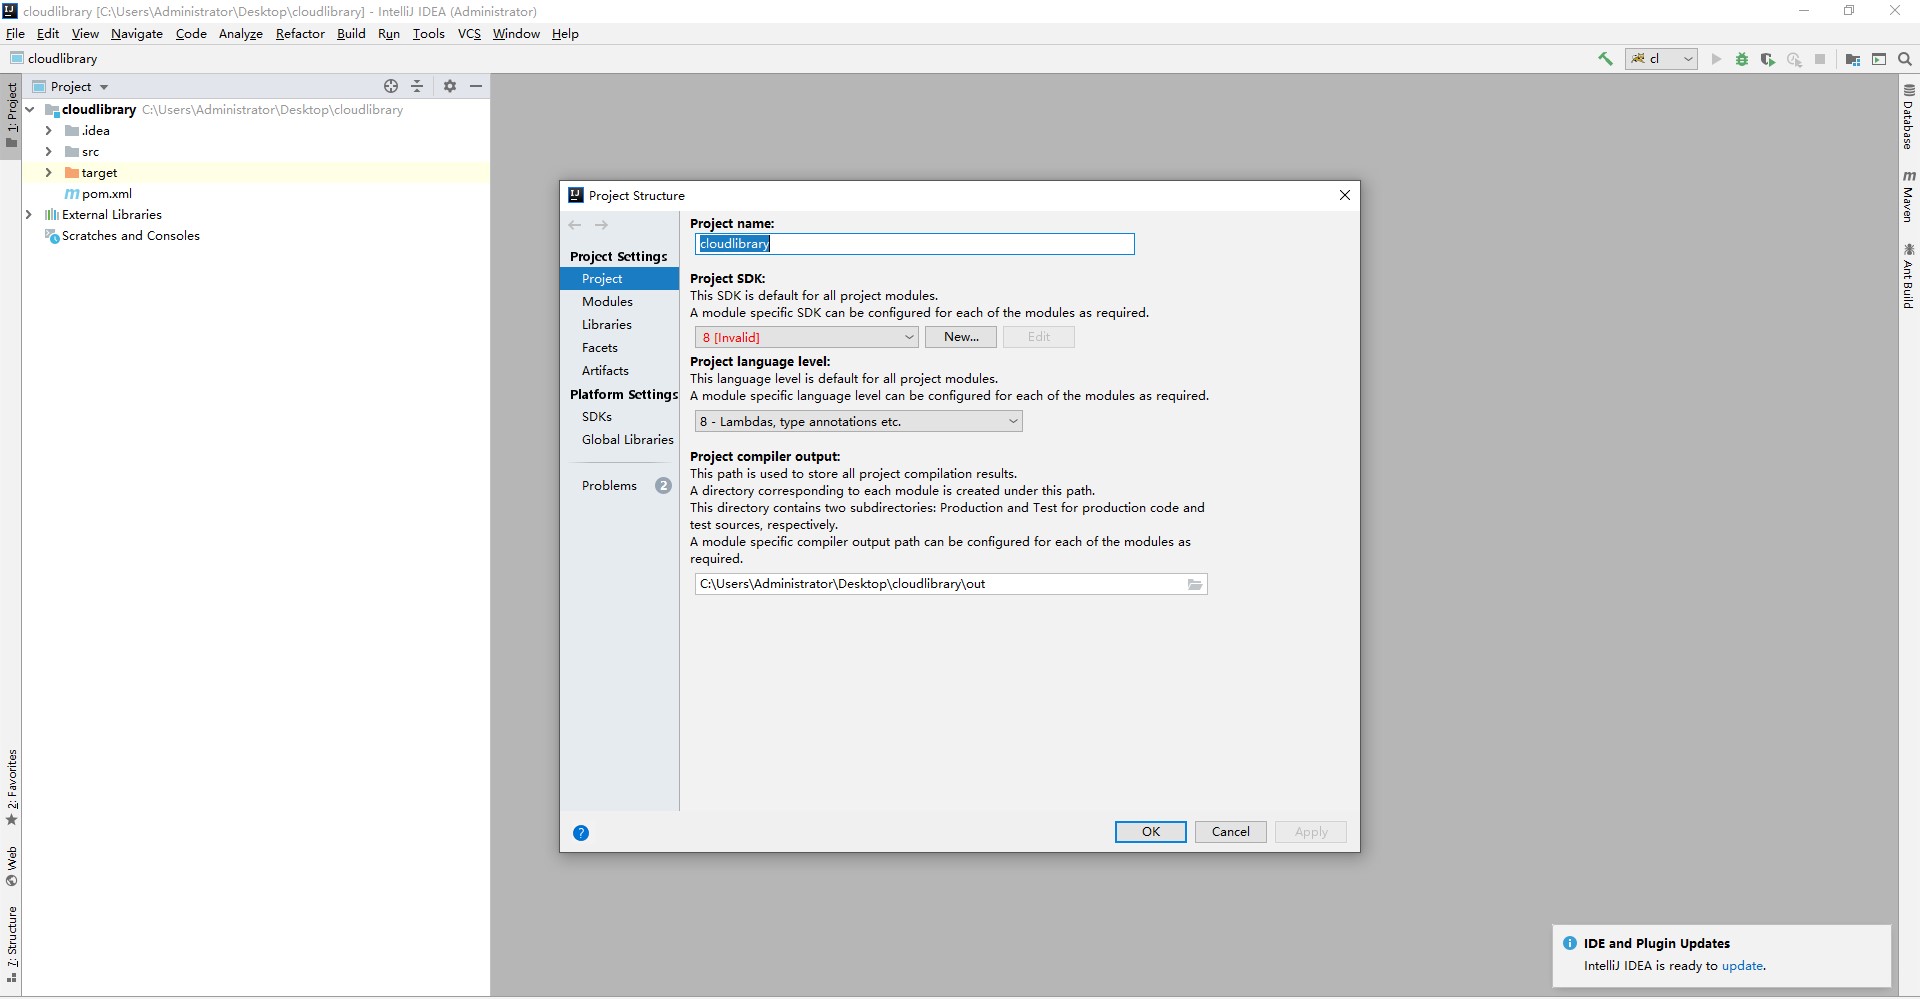 cloudlibrary [C:\Users\Administrator\Desktop\cloudlibrary] - IntelliJ IDEA (Administrator)
File Edit View Navigate Code Analyze Refactor Build Run Tools VCS Window Help
cloudlibrary
cl
1: Project
Project
cloudlibrary C:\Users\Administrator\Desktop\cloudlibrary
.idea
src
target
pom.xml
External Libraries
Scratches and Consoles
2: Favorites
Web
7: Structure
Project Structure
Project Settings
Project
Modules
Libraries
Facets
Artifacts
Platform Settings
SDKs
Global Libraries
Problems 2
Project name:
cloudlibrary
Project SDK:
This SDK is default for all project modules.
A module specific SDK can be configured for each of the modules as required.
8 [Invalid] New... Edit
Project language level:
This language level is default for all project modules.
A module specific language level can be configured for each of the modules as required.
8 - Lambdas, type annotations etc.
Project compiler output:
This path is used to store all project compilation results.
A directory corresponding to each module is created under this path.
This directory contains two subdirectories: Production and Test for production code and
test sources, respectively.
A module specific compiler output path can be configured for each of the modules as
required.
C:\Users\Administrator\Desktop\cloudlibrary\out
? OK Cancel Apply
Database
Maven
Ant Build
IDE and Plugin Updates
IntelliJ IDEA is ready to update.